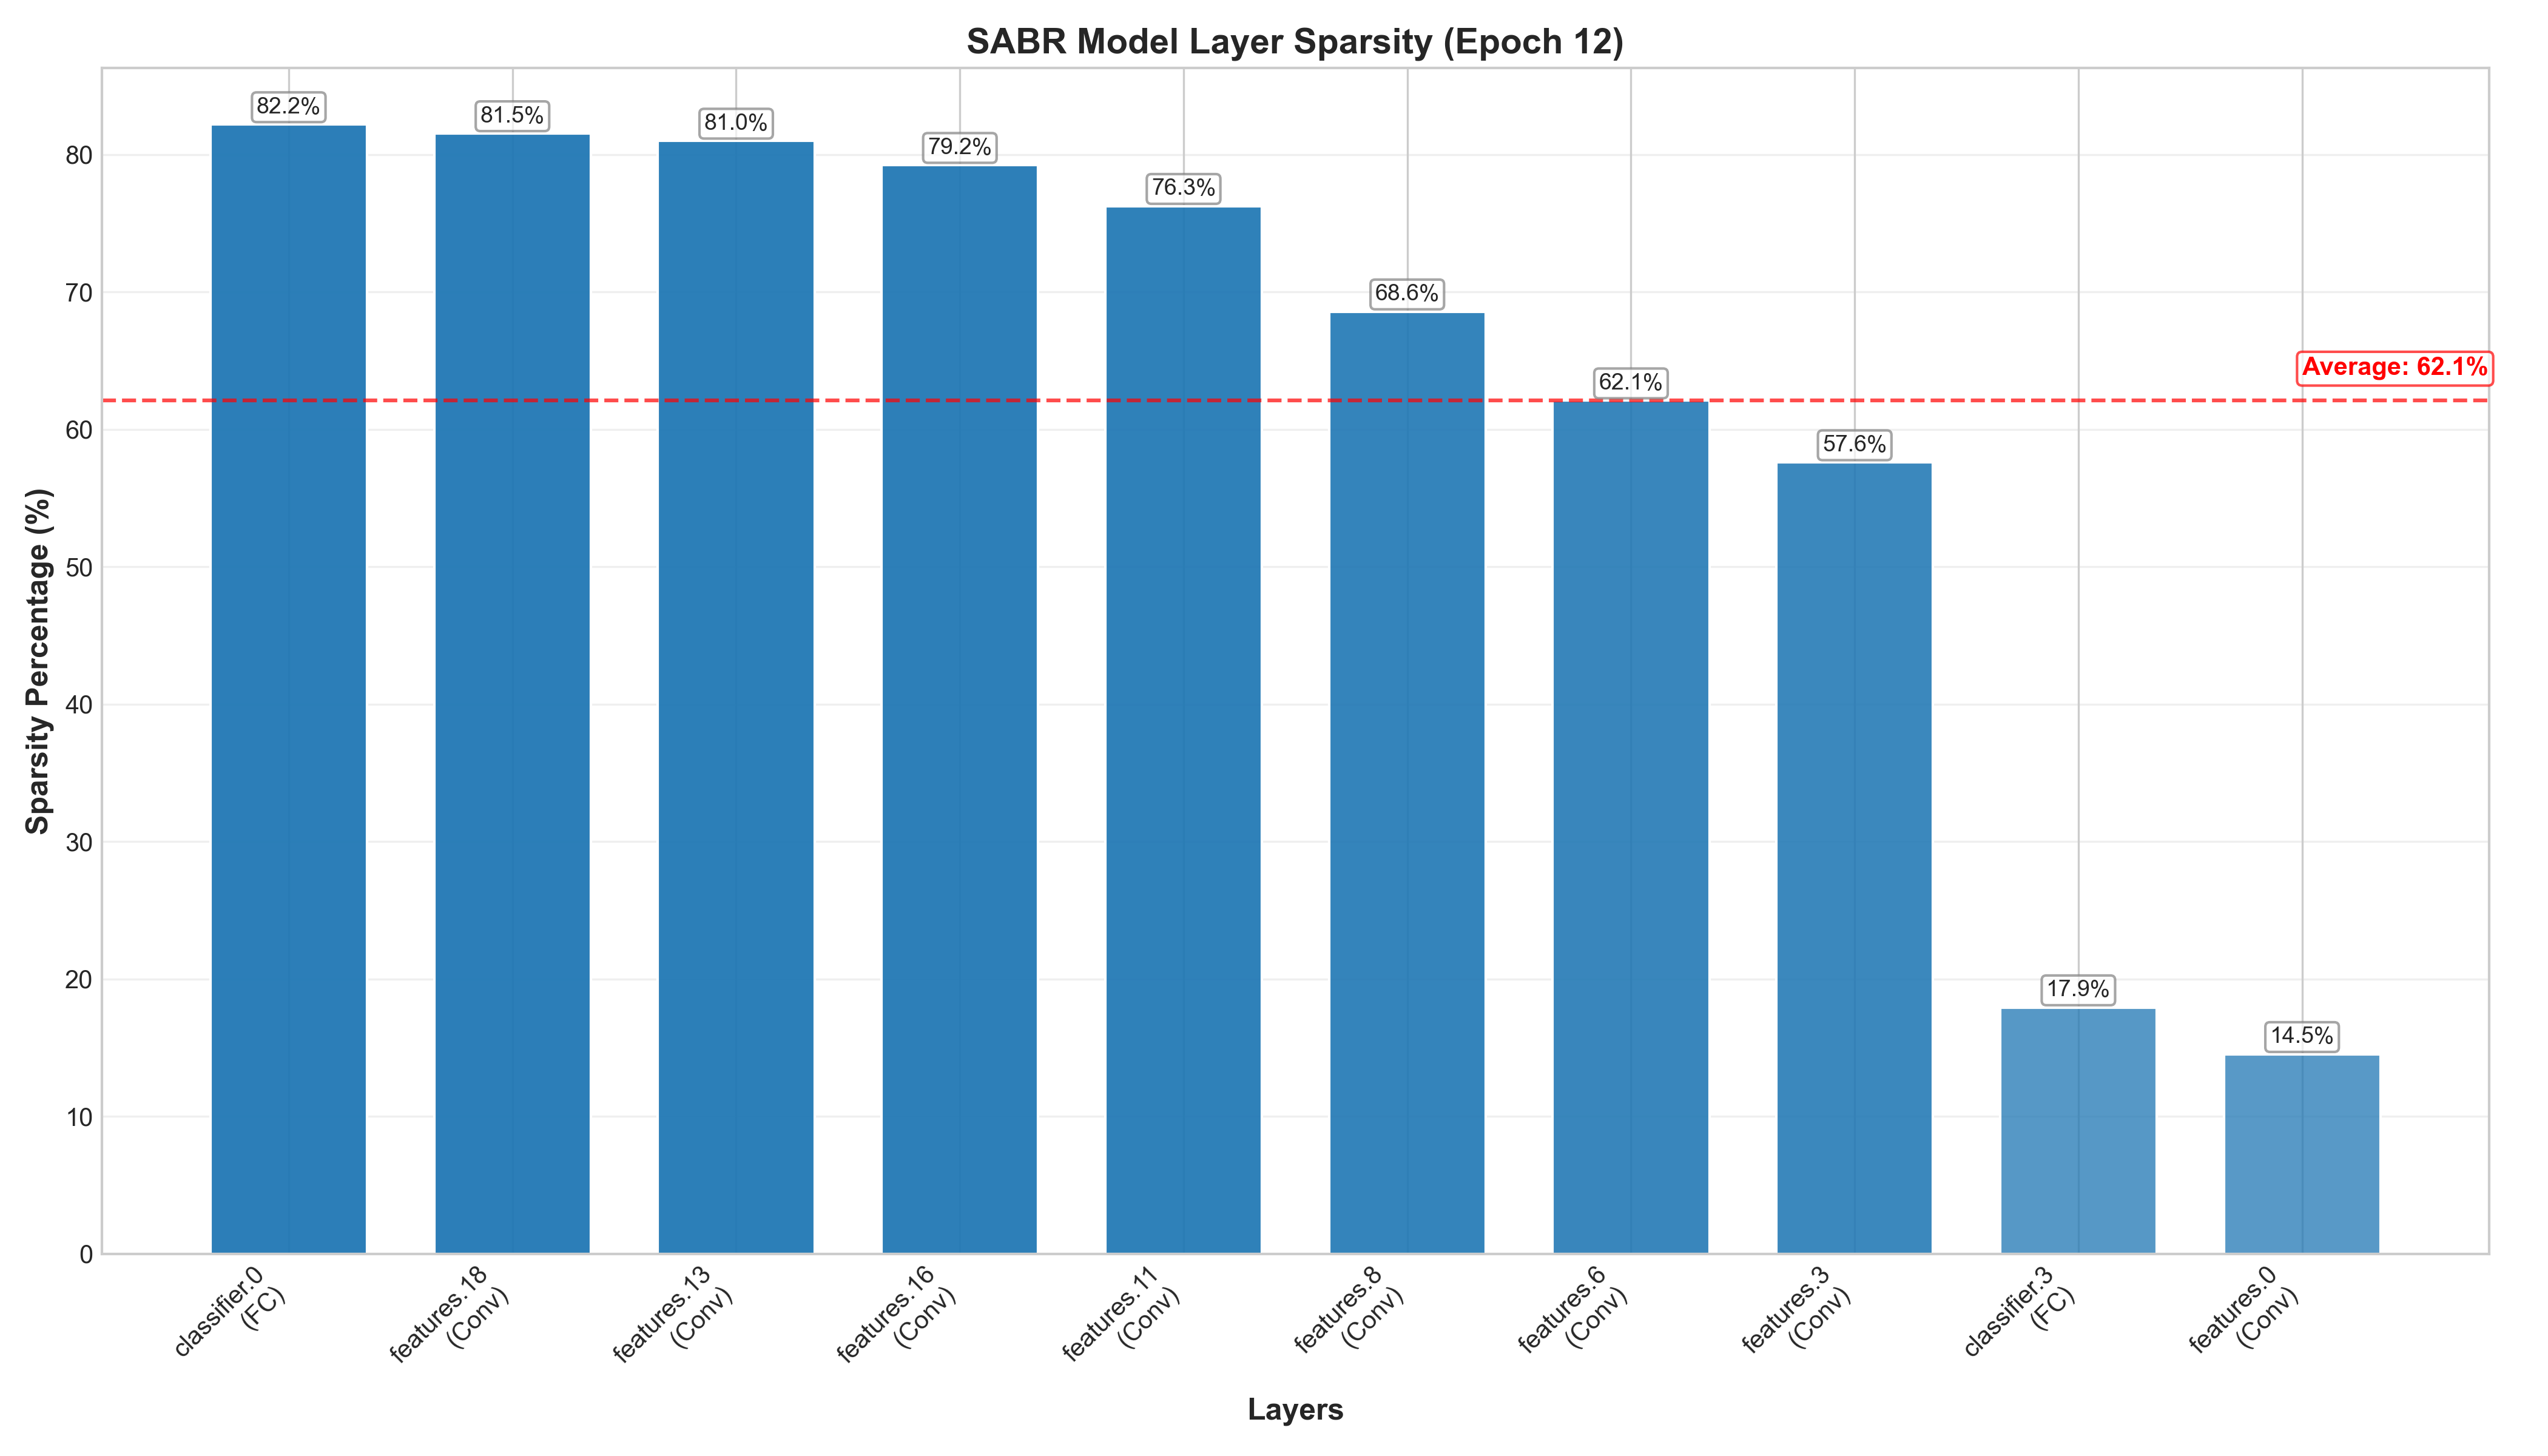 SABR Model Layer Sparsity (Epoch 12)
Sparsity Percentage (%)
80
70
60
50
40
30
20
10
0
82.2%
81.5%
81.0%
79.2%
76.3%
68.6%
62.1%
57.6%
17.9%
14.5%
Average: 62.1%
classifier.0
(FC)
features.18
(Conv)
features.13
(Conv)
features.16
(Conv)
features.11
(Conv)
features.8
(Conv)
features.6
(Conv)
features.3
(Conv)
classifier.3
(FC)
features.0
(Conv)
Layers